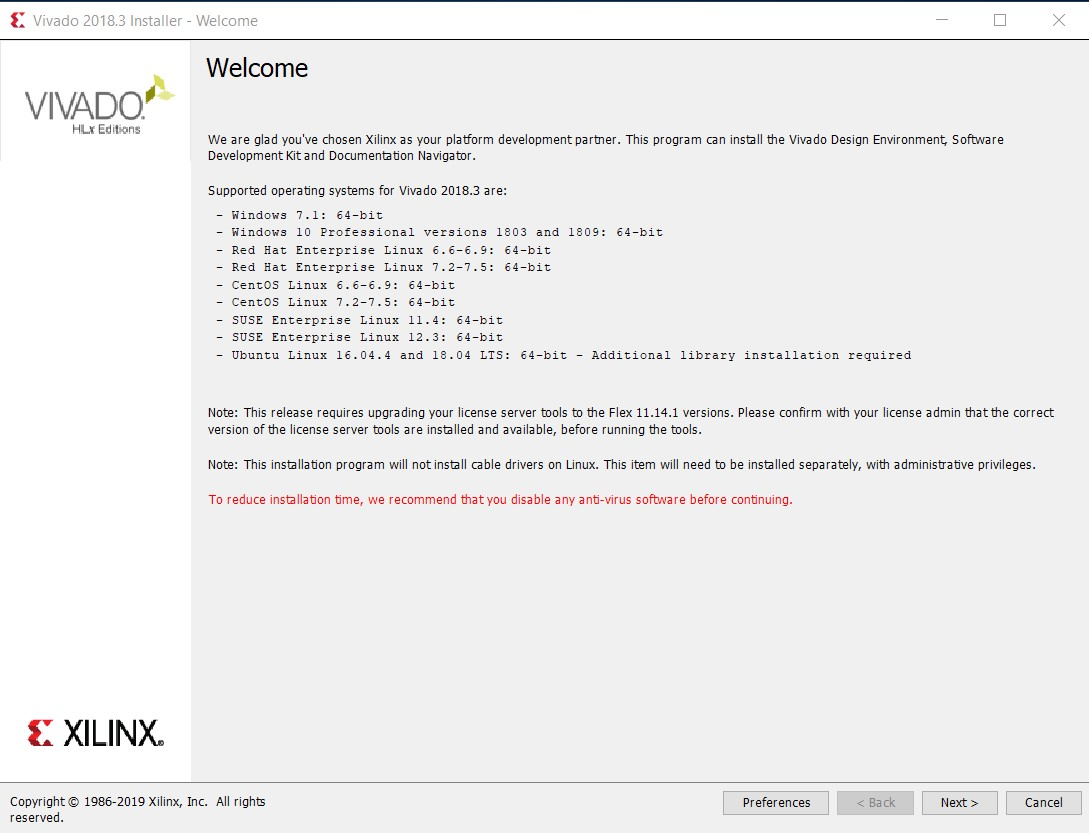 Vivado 2018.3 Installer - Welcome
VIVADO.
HLx Editions
Welcome
We are glad you've chosen Xilinx as your platform development partner. This program can install the Vivado Design Environment, Software
Development Kit and Documentation Navigator.
Supported operating systems for Vivado 2018.3 are:
- Windows 7.1: 64-bit
- Windows 10 Professional versions 1803 and 1809: 64-bit
- Red Hat Enterprise Linux 6.6-6.9: 64-bit
- Red Hat Enterprise Linux 7.2-7.5: 64-bit
- CentOS Linux 6.6-6.9: 64-bit
- CentOS Linux 7.2-7.5: 64-bit
- SUSE Enterprise Linux 11.4: 64-bit
- SUSE Enterprise Linux 12.3: 64-bit
- Ubuntu Linux 16.04.4 and 18.04 LTS: 64-bit - Additional library installation required
Note: This release requires upgrading your license server tools to the Flex 11.14.1 versions. Please confirm with your license admin that the correct
version of the license server tools are installed and available, before running the tools.
Note: This installation program will not install cable drivers on Linux. This item will need to be installed separately, with administrative privileges.
To reduce installation time, we recommend that you disable any anti-virus software before continuing.
XILINX®
Copyright © 1986-2019 Xilinx, Inc. All rights
reserved.
Preferences < Back Next > Cancel